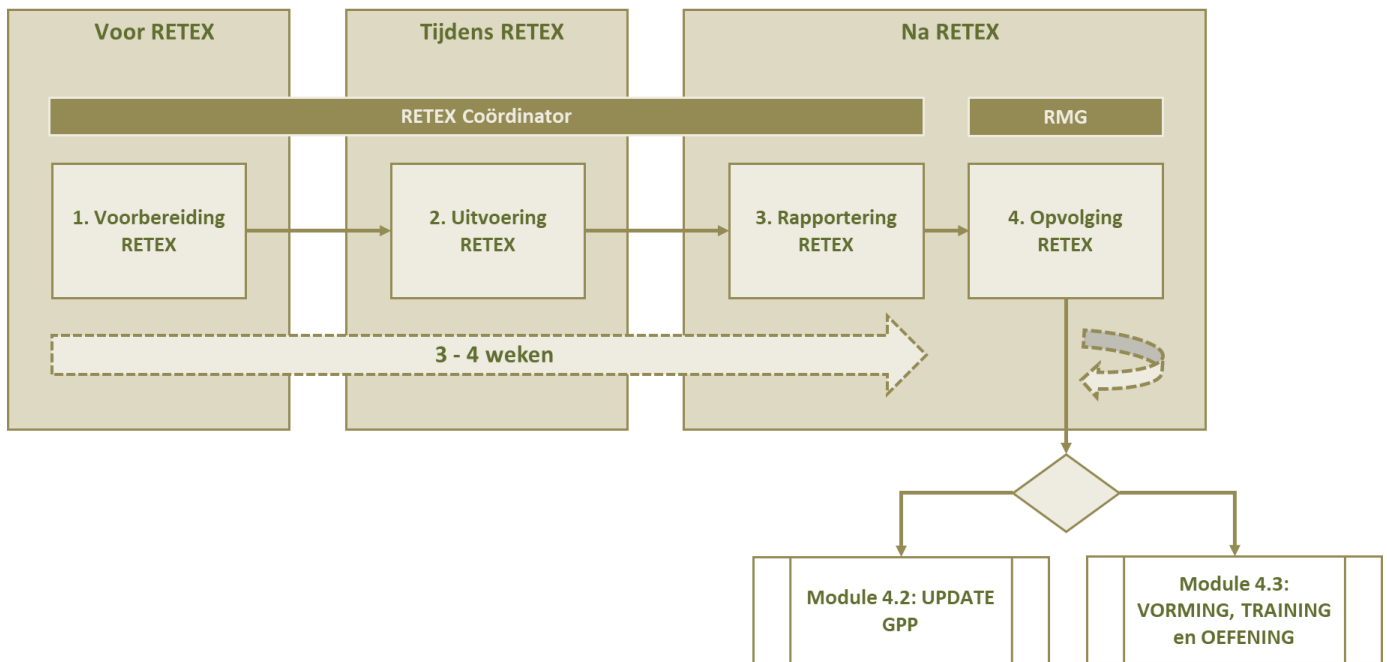 Voor RETEX
Tijdens RETEX
Na RETEX
RETEX Coördinator
RMG
1. Voorbereiding
RETEX
2. Uitvoering
RETEX
3. Rapportering
RETEX
4. Opvolging
RETEX
3 - 4 weken
Module 4.2: UPDATE
GPP
Module 4.3:
VORMING, TRAINING
en OEFENING